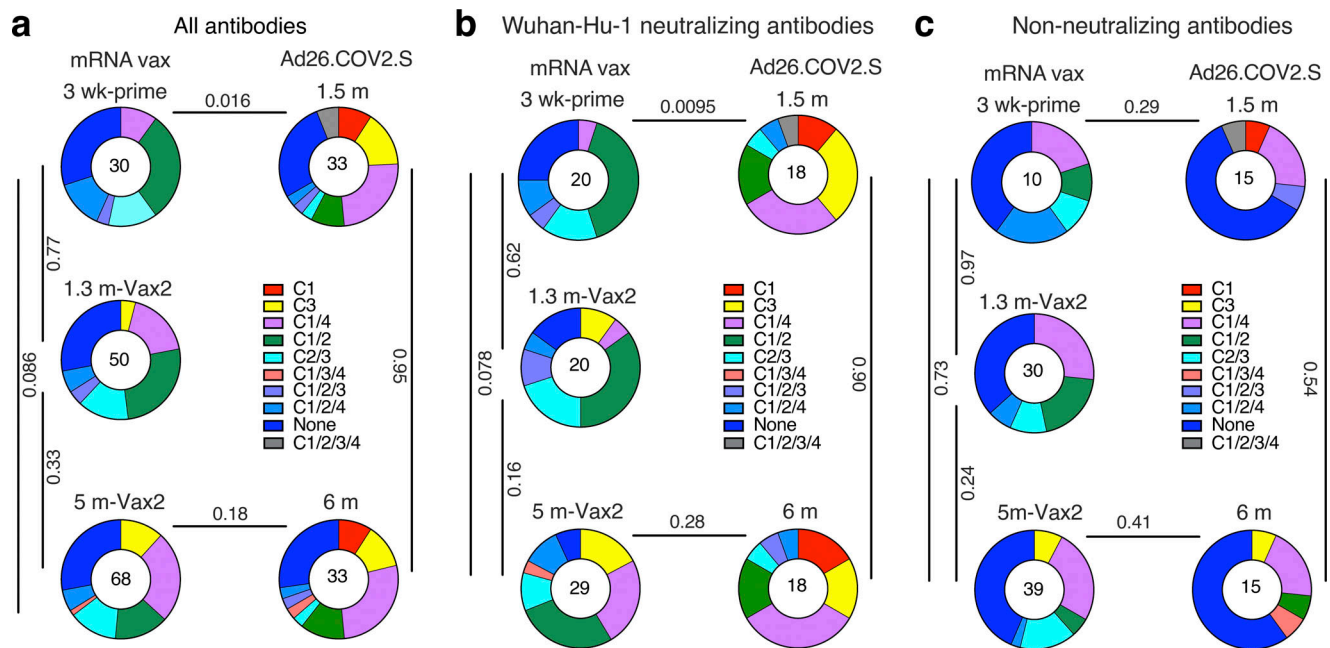 a
All antibodies
mRNA vax
3 wk-prime
Ad26.COV2.S
1.5 m
0.016
30
33
0.77
1.3 m-Vax2
50
0.086
0.33
0.95
C1
C3
C1/4
C1/2
C2/3
C1/3/4
C1/2/3
C1/2/4
None
C1/2/3/4
5 m-Vax2
0.18
6 m
68
33
b
Wuhan-Hu-1 neutralizing antibodies
mRNA vax
3 wk-prime
Ad26.COV2.S
1.5 m
0.0095
20
18
0.62
1.3 m-Vax2
20
0.078
0.16
0.90
C1
C3
C1/4
C1/2
C2/3
C1/3/4
C1/2/3
C1/2/4
None
C1/2/3/4
5 m-Vax2
0.28
6 m
29
18
c
Non-neutralizing antibodies
mRNA vax
3 wk-prime
Ad26.COV2.S
1.5 m
0.29
10
15
0.97
1.3 m-Vax2
30
0.73
0.24
0.54
C1
C3
C1/4
C1/2
C2/3
C1/3/4
C1/2/3
C1/2/4
None
C1/2/3/4
5m-Vax2
0.41
6 m
39
15